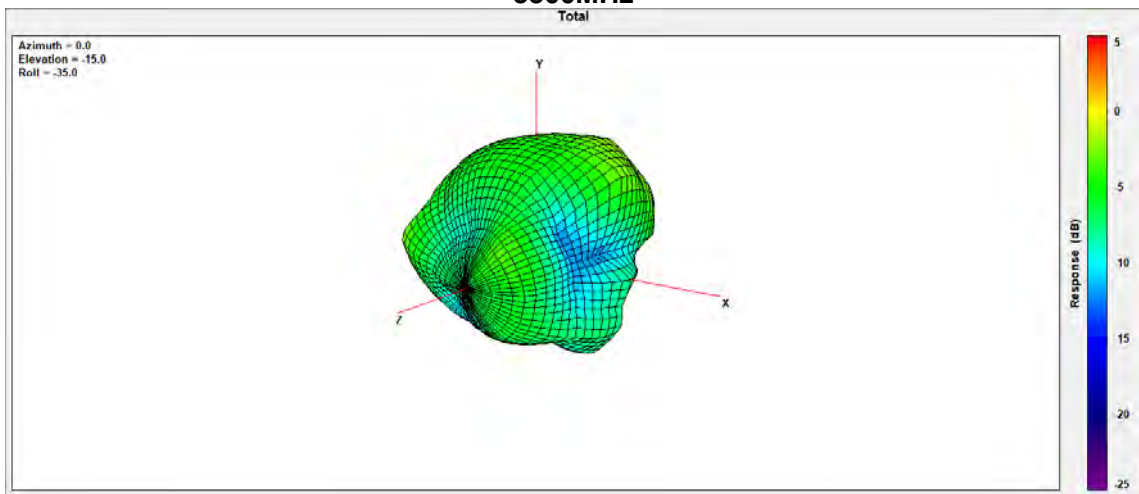 Total
Azimuth = 0.0
Elevation = -15.0
Roll = -35.0
Y
X
Z
5
0
5
10
15
-20
-25
Response (dB)